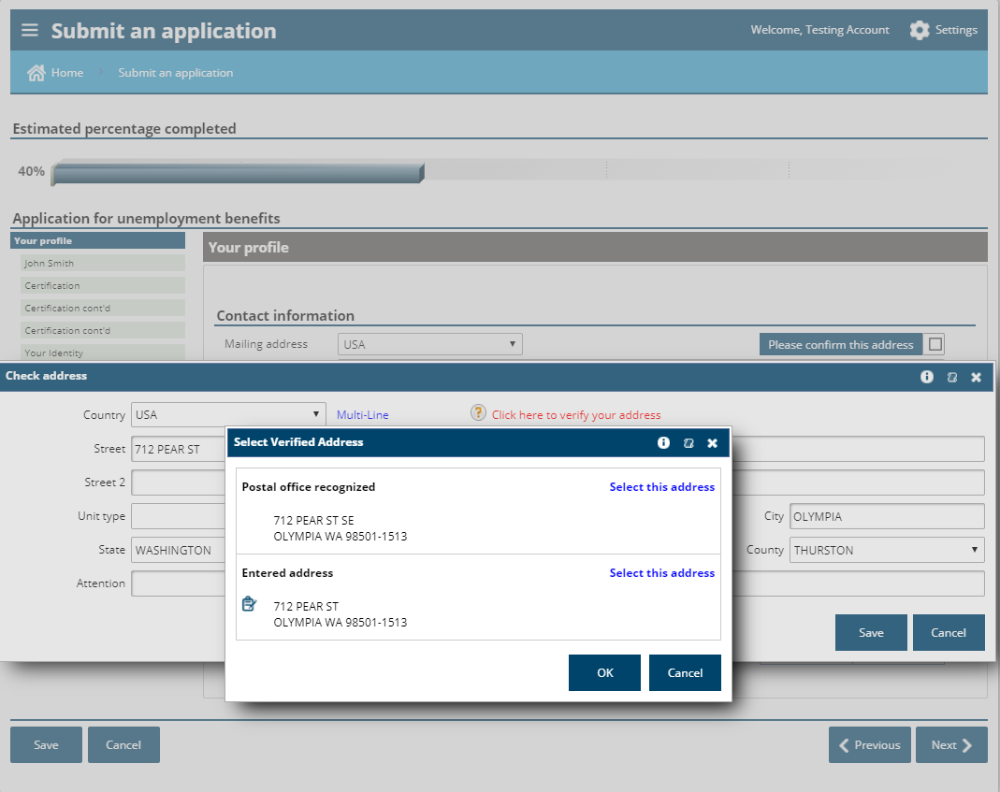 Submit an application
Welcome, Testing Account
Settings
Home
Submit an application
Estimated percentage completed
40%
Application for unemployment benefits
Your profile
John Smith
Certification
Certification cont'd
Certification cont'd
Your Identity
Your profile
Contact information
Mailing address
USA
Please confirm this address
Check address
Country
USA
Multi-Line
Click here to verify your address
Street
712 PEAR ST
Street 2
Unit type
City
OLYMPIA
State
WASHINGTON
County
THURSTON
Attention
Save
Cancel
Select Verified Address
Postal office recognized
Select this address
712 PEAR ST SE
OLYMPIA WA 98501-1513
Entered address
Select this address
712 PEAR ST
OLYMPIA WA 98501-1513
OK
Cancel
Save
Cancel
Previous
Next